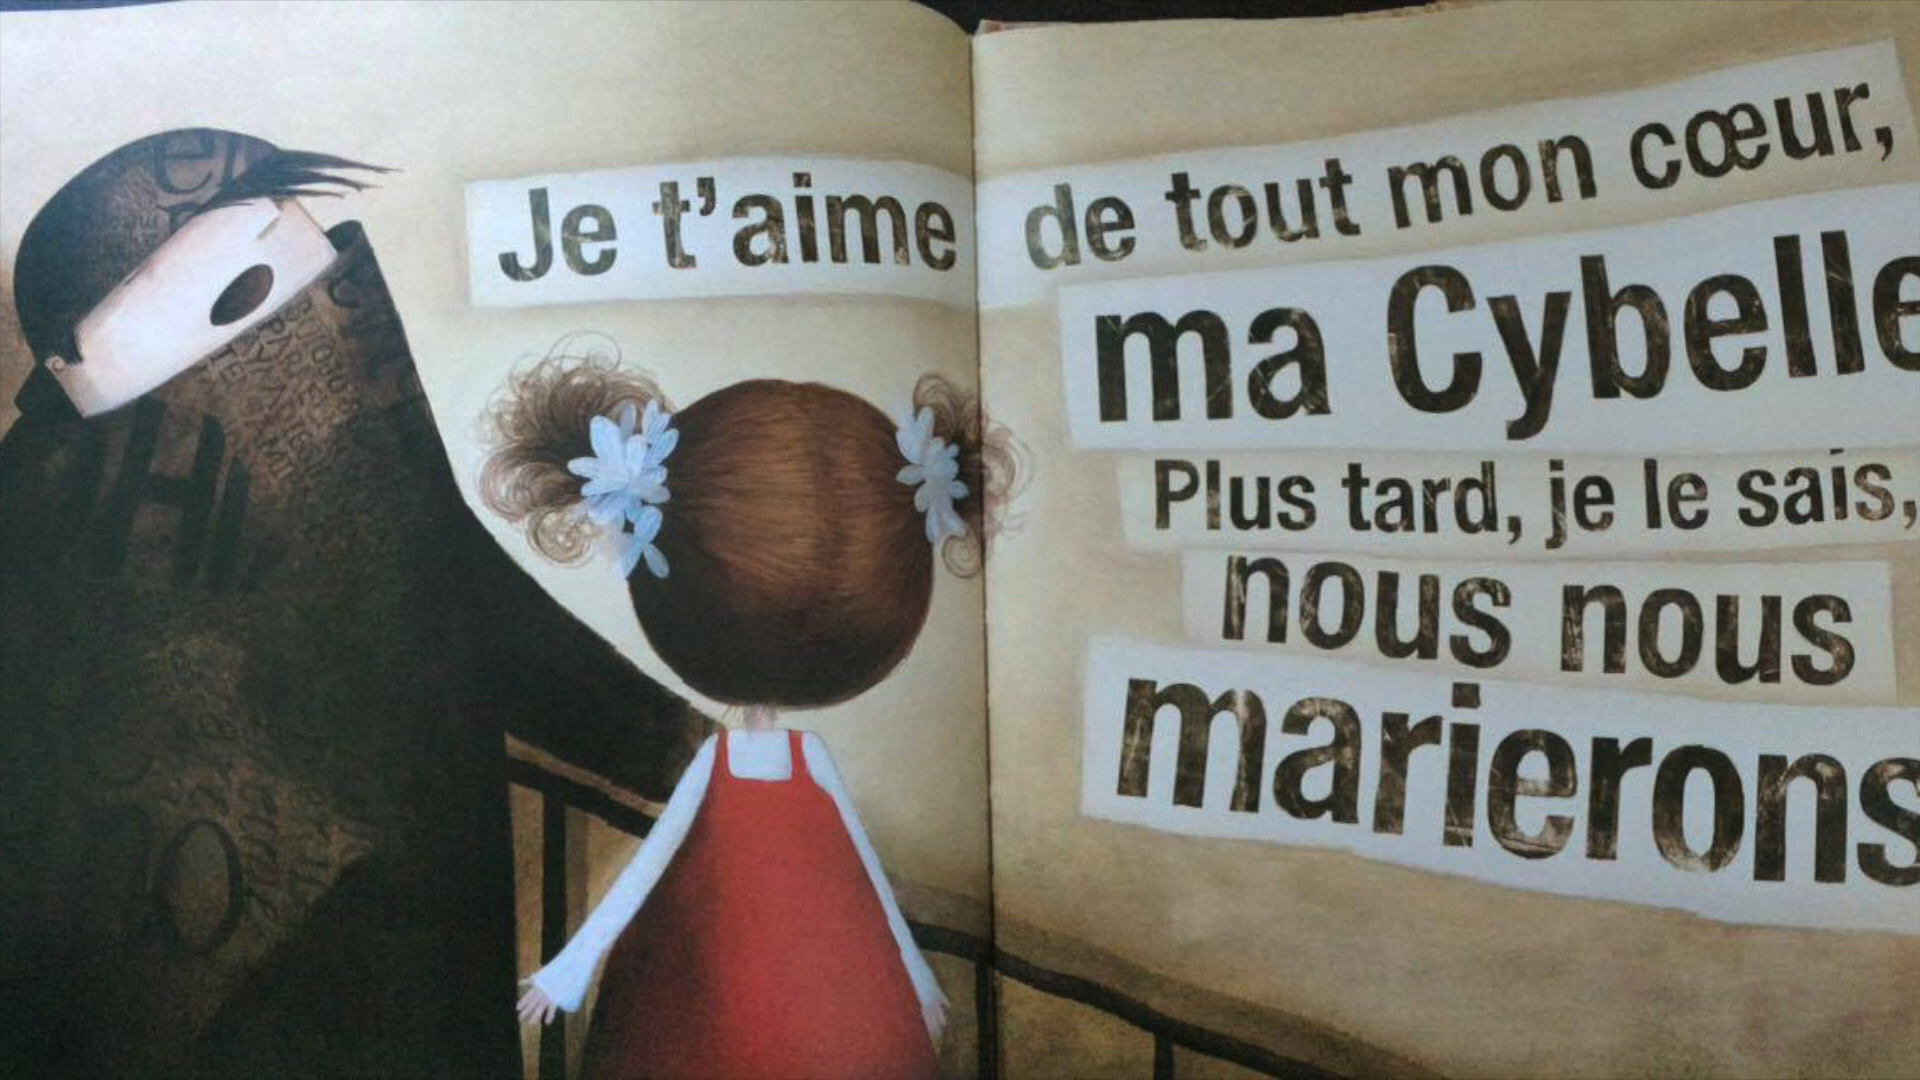 Je t'aime de tout mon cœur,
ma Cybelle
Plus tard, je le sais,
nous nous
marierons